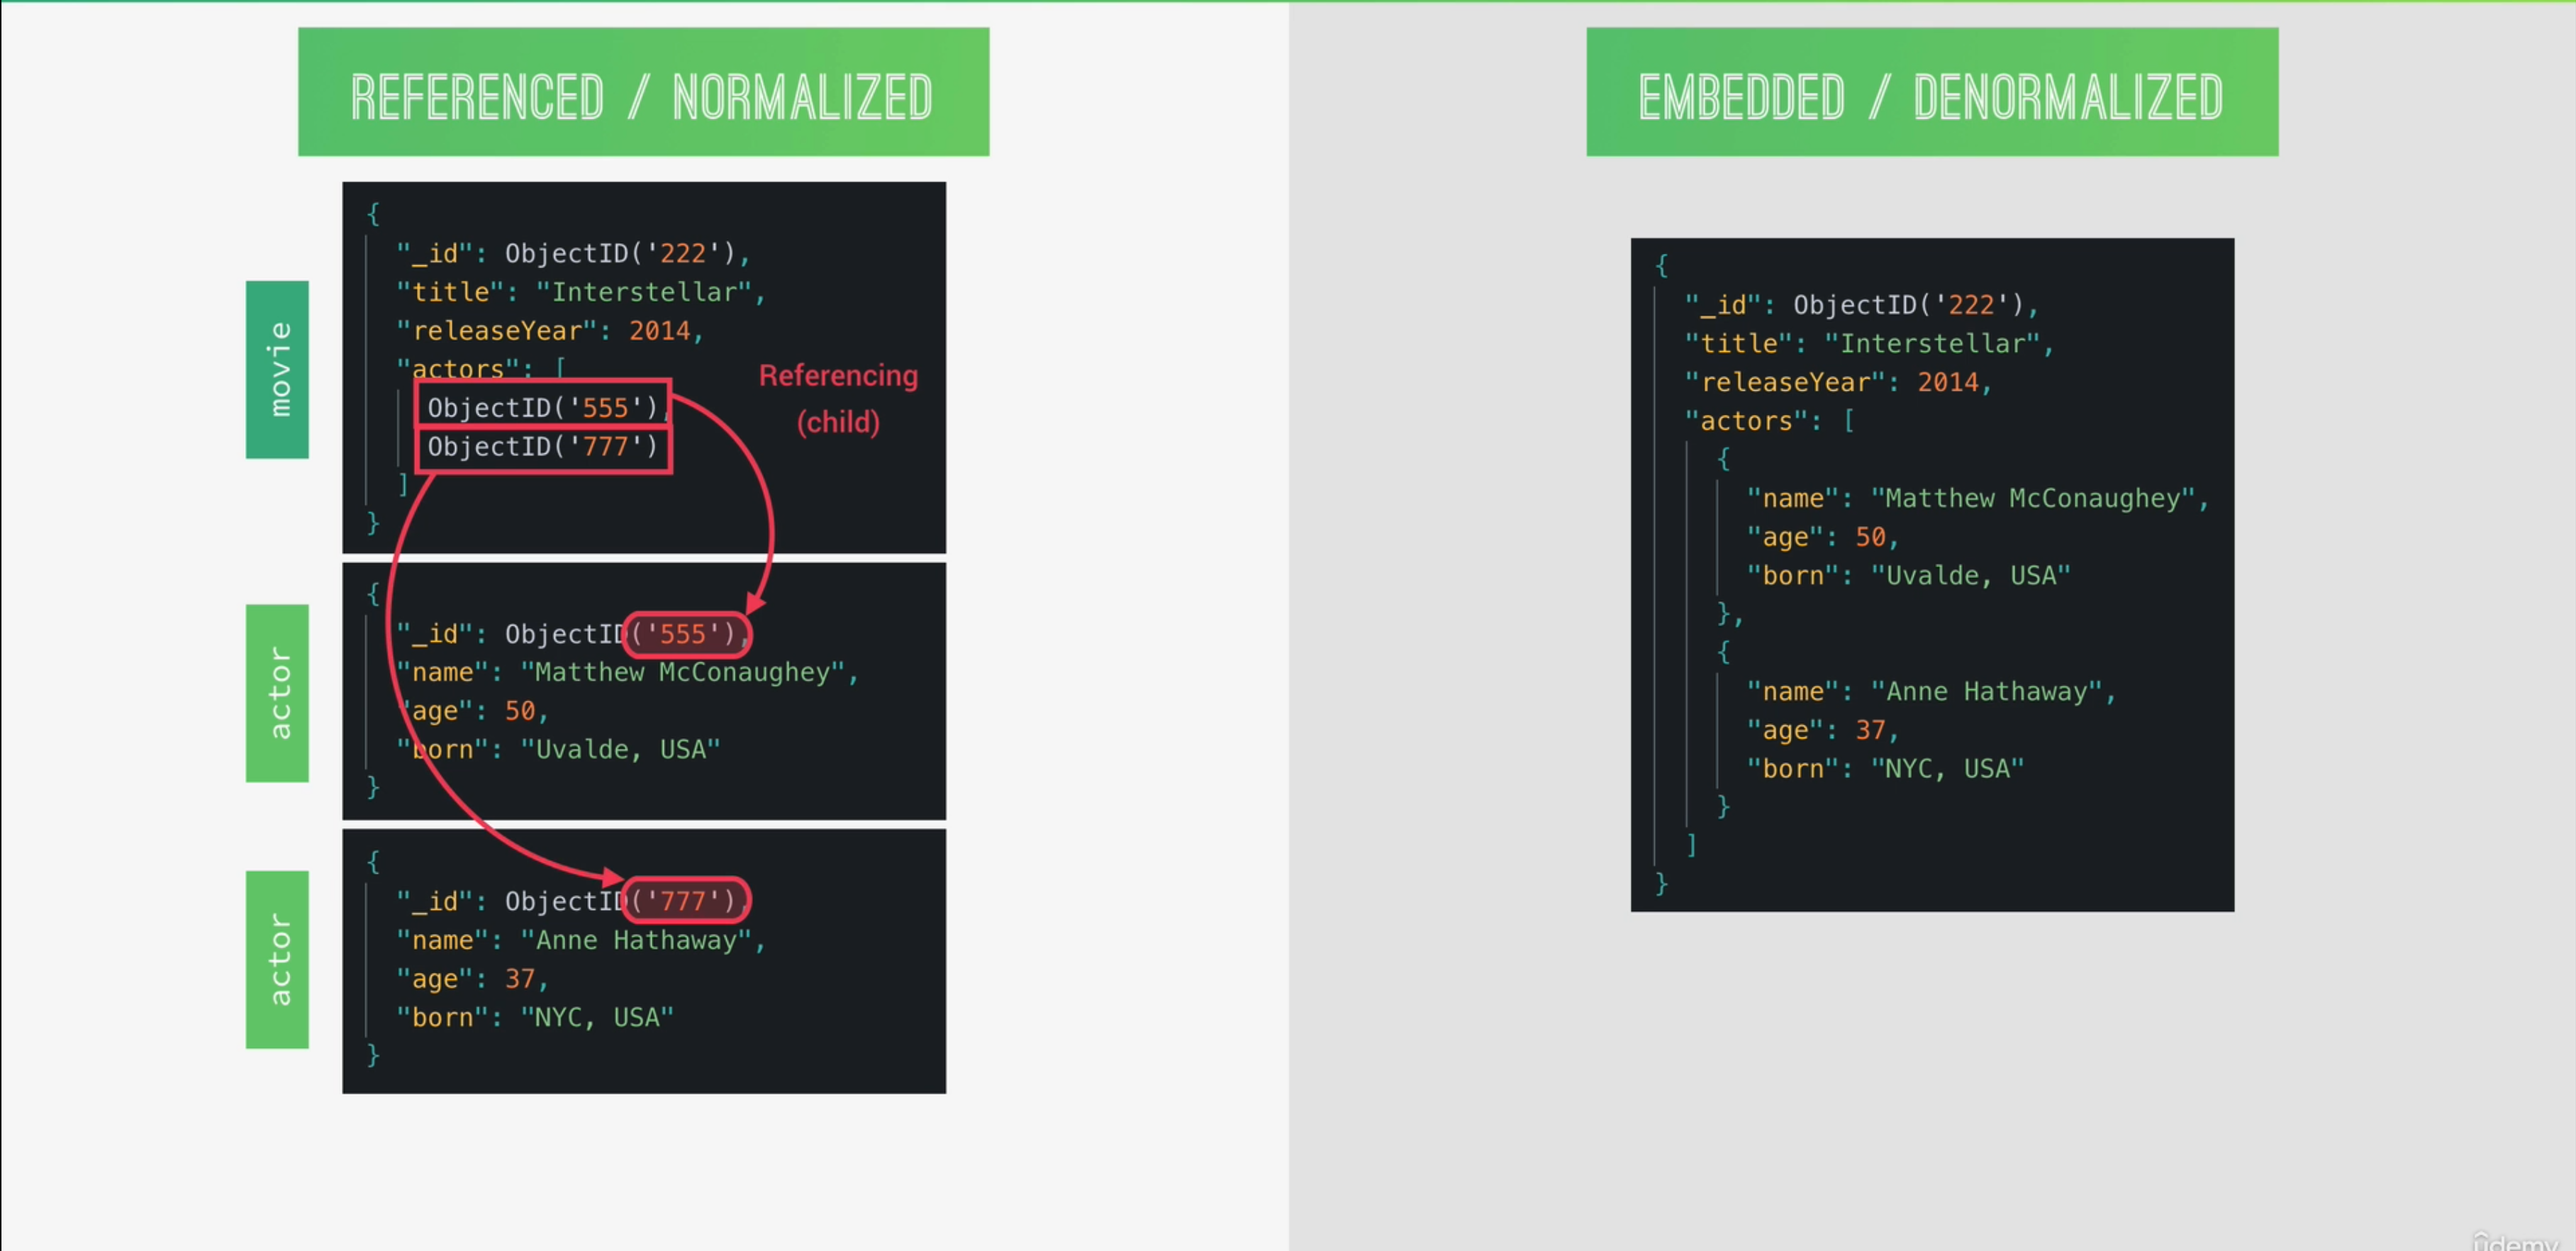 REFERENCED / NORMALIZED
movie
{
"_id": ObjectID('222'),
"title": "Interstellar",
"releaseYear": 2014,
"actors": [
ObjectID('555'),
ObjectID('777')
]
}
Referencing
(child)
actor
{
"_id": ObjectID('555'),
"name": "Matthew McConaughey",
"age": 50,
"born": "Uvalde, USA"
}
actor
{
"_id": ObjectID('777'),
"name": "Anne Hathaway",
"age": 37,
"born": "NYC, USA"
}
EMBEDDED / DENORMALIZED
{
"_id": ObjectID('222'),
"title": "Interstellar",
"releaseYear": 2014,
"actors": [
{
"name": "Matthew McConaughey",
"age": 50,
"born": "Uvalde, USA"
},
{
"name": "Anne Hathaway",
"age": 37,
"born": "NYC, USA"
}
]
}
ûdemy